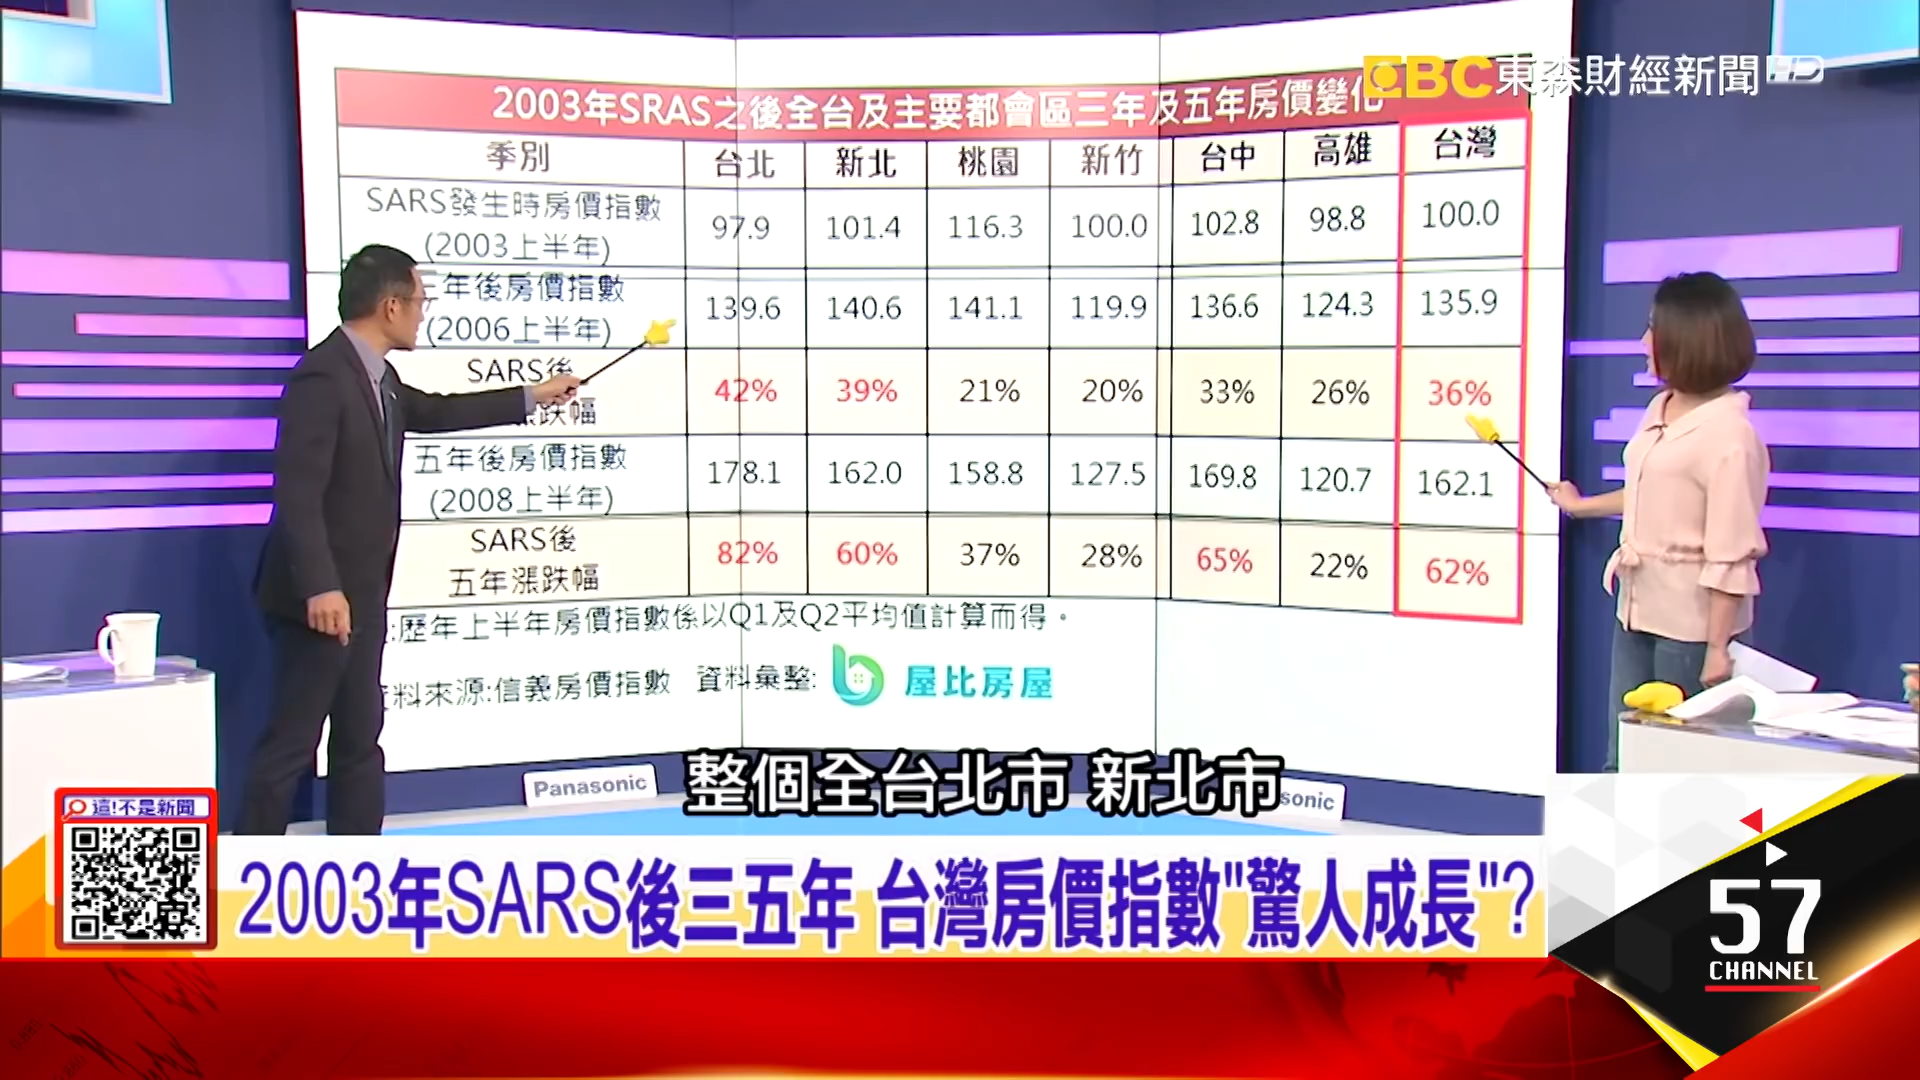 EBC東森財經新聞HD
2003年SRAS之後全台及主要都會區三年及五年房價變化
季別 台北 新北 桃園 新竹 台中 高雄 台灣
SARS發生時房價指數
(2003上半年) 97.9 101.4 116.3 100.0 102.8 98.8 100.0
三年後房價指數
(2006上半年) 139.6 140.6 141.1 119.9 136.6 124.3 135.9
SARS後
漲跌幅 42% 39% 21% 20% 33% 26% 36%
五年後房價指數
(2008上半年) 178.1 162.0 158.8 127.5 169.8 120.7 162.1
SARS後
五年漲跌幅 82% 60% 37% 28% 65% 22% 62%
:歷年上半年房價指數係以Q1及Q2平均值計算而得。
資料來源:信義房價指數 資料彙整: 屋比房屋
Panasonic
sonic
整個全台北市 新北市
這!不是新聞
2003年SARS後三五年 台灣房價指數"驚人成長"?
57
CHANNEL